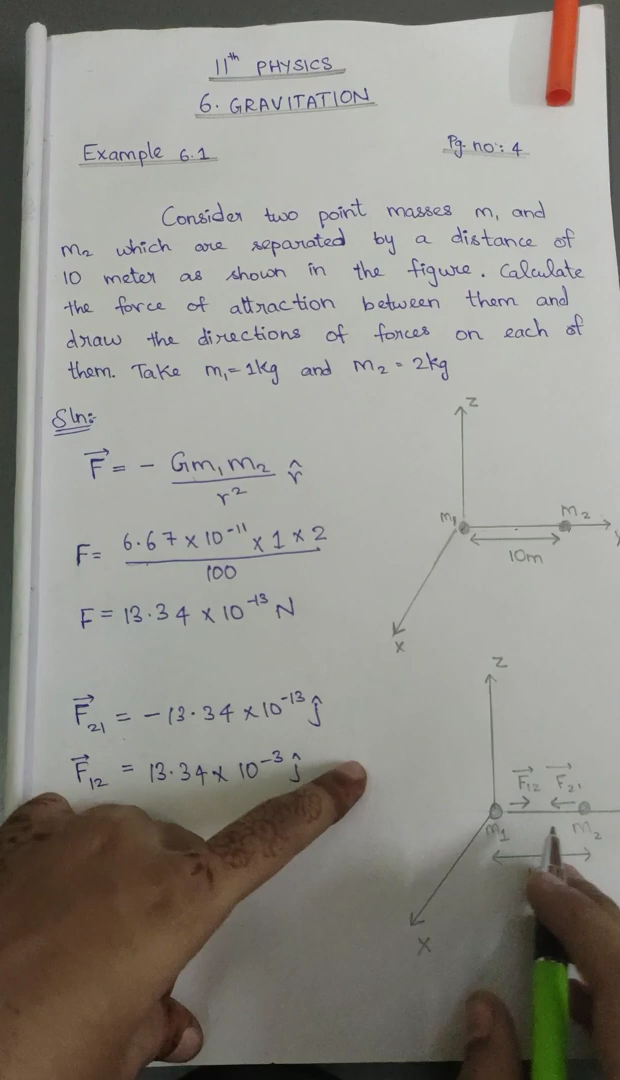 11th PHYSICS
6. GRAVITATION
Example 6.1
Pg. no: 4
Consider two point masses m₁ and
m₂ which are separated by a distance of
10 meter as shown in the figure. Calculate
the force of attraction between them and
draw the directions of forces on each of
them. Take m₁ = 1kg and m₂ = 2kg
Sln:
F⃗ = - Gm₁m₂ / r² r̂
F = 6.67 × 10⁻¹¹ × 1 × 2 / 100
F = 13.34 × 10⁻¹³ N
Z
m₁
m₂
y
10m
X
F⃗₂₁ = -13.34 × 10⁻¹³ ĵ
F⃗₁₂ = 13.34 × 10⁻³ ĵ
Z
F⃗₁₂ F⃗₂₁
m₁ m₂
X